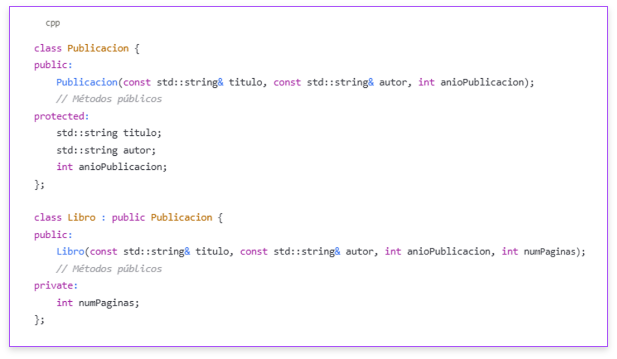 cpp
class Publicacion {
public:
    Publicacion(const std::string& titulo, const std::string& autor, int anioPublicacion);
    // Métodos públicos
protected:
    std::string titulo;
    std::string autor;
    int anioPublicacion;
};

class Libro : public Publicacion {
public:
    Libro(const std::string& titulo, const std::string& autor, int anioPublicacion, int numPaginas);
    // Métodos públicos
private:
    int numPaginas;
};